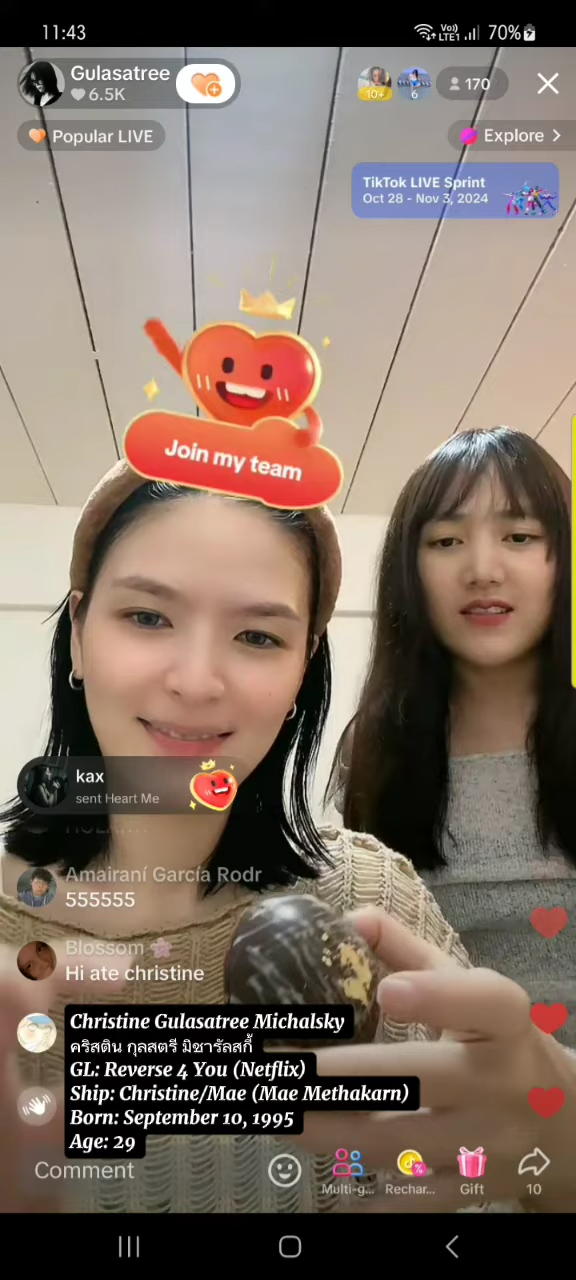 11:43
Vo))
LTE1
70%
Gulasatree
6.5K
10+
6
170
Popular LIVE
Explore >
TikTok LIVE Sprint
Oct 28 - Nov 3, 2024
Join my team
kax
sent Heart Me
Amairaní García Rodr
555555
Blossom 🌸
Hi ate christine
Christine Gulasatree Michalsky
คริสติน กุลสตรี มิชารัลสกี้
GL: Reverse 4 You (Netflix)
Ship: Christine/Mae (Mae Methakarn)
Born: September 10, 1995
Age: 29
Comment
Multi-g...
Rechar...
Gift
10